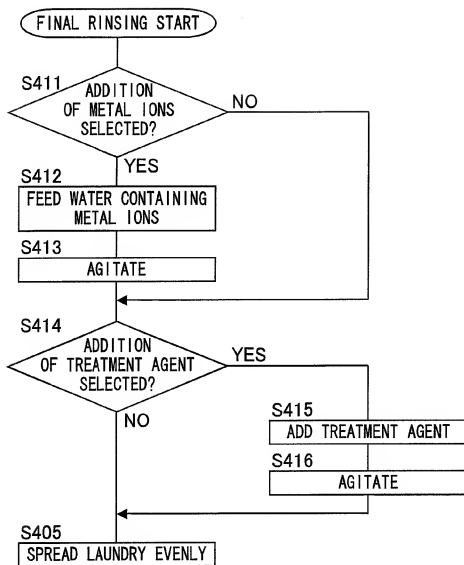 FINAL RINSING START
S411
ADDITION
OF METAL IONS
SELECTED?
NO
YES
S412
FEED WATER CONTAINING
METAL IONS
S413
AGITATE
S414
ADDITION
OF TREATMENT AGENT
SELECTED?
YES
NO
S415
ADD TREATMENT AGENT
S416
AGITATE
S405
SPREAD LAUNDRY EVENLY